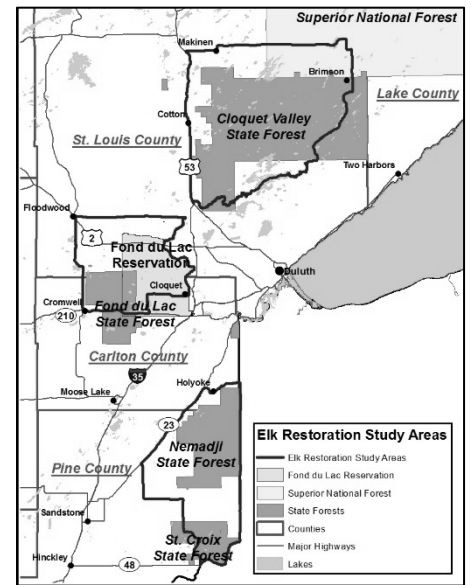 Superior National Forest
Makinen
Brimson
Lake County
Cotton
Cloquet Valley
State Forest
St. Louis County
Two Harbors
53
Floodwood
2
Fond du Lac
Reservation
Duluth
Cloquet
Cromwell
Fond du Lac
State Forest
210
Carlton County
35
Moose Lake
Holyoke
23
Nemadji
State Forest
Pine County
Sandstone
St. Croix
State Forest
Hinckley
48
Elk Restoration Study Areas
Elk Restoration Study Areas
Fond du Lac Reservation
Superior National Forest
State Forests
Counties
Major Highways
Lakes